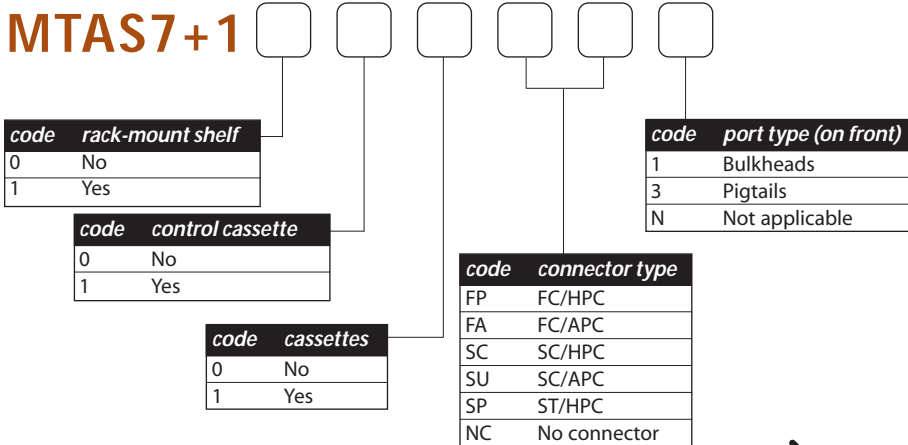 MTAS7+1
code rack-mount shelf
0 No
1 Yes
code control cassette
0 No
1 Yes
code cassettes
0 No
1 Yes
code connector type
FP FC/HPC
FA FC/APC
SC SC/HPC
SU SC/APC
SP ST/HPC
NC No connector
code port type (on front)
1 Bulkheads
3 Pigtails
N Not applicable